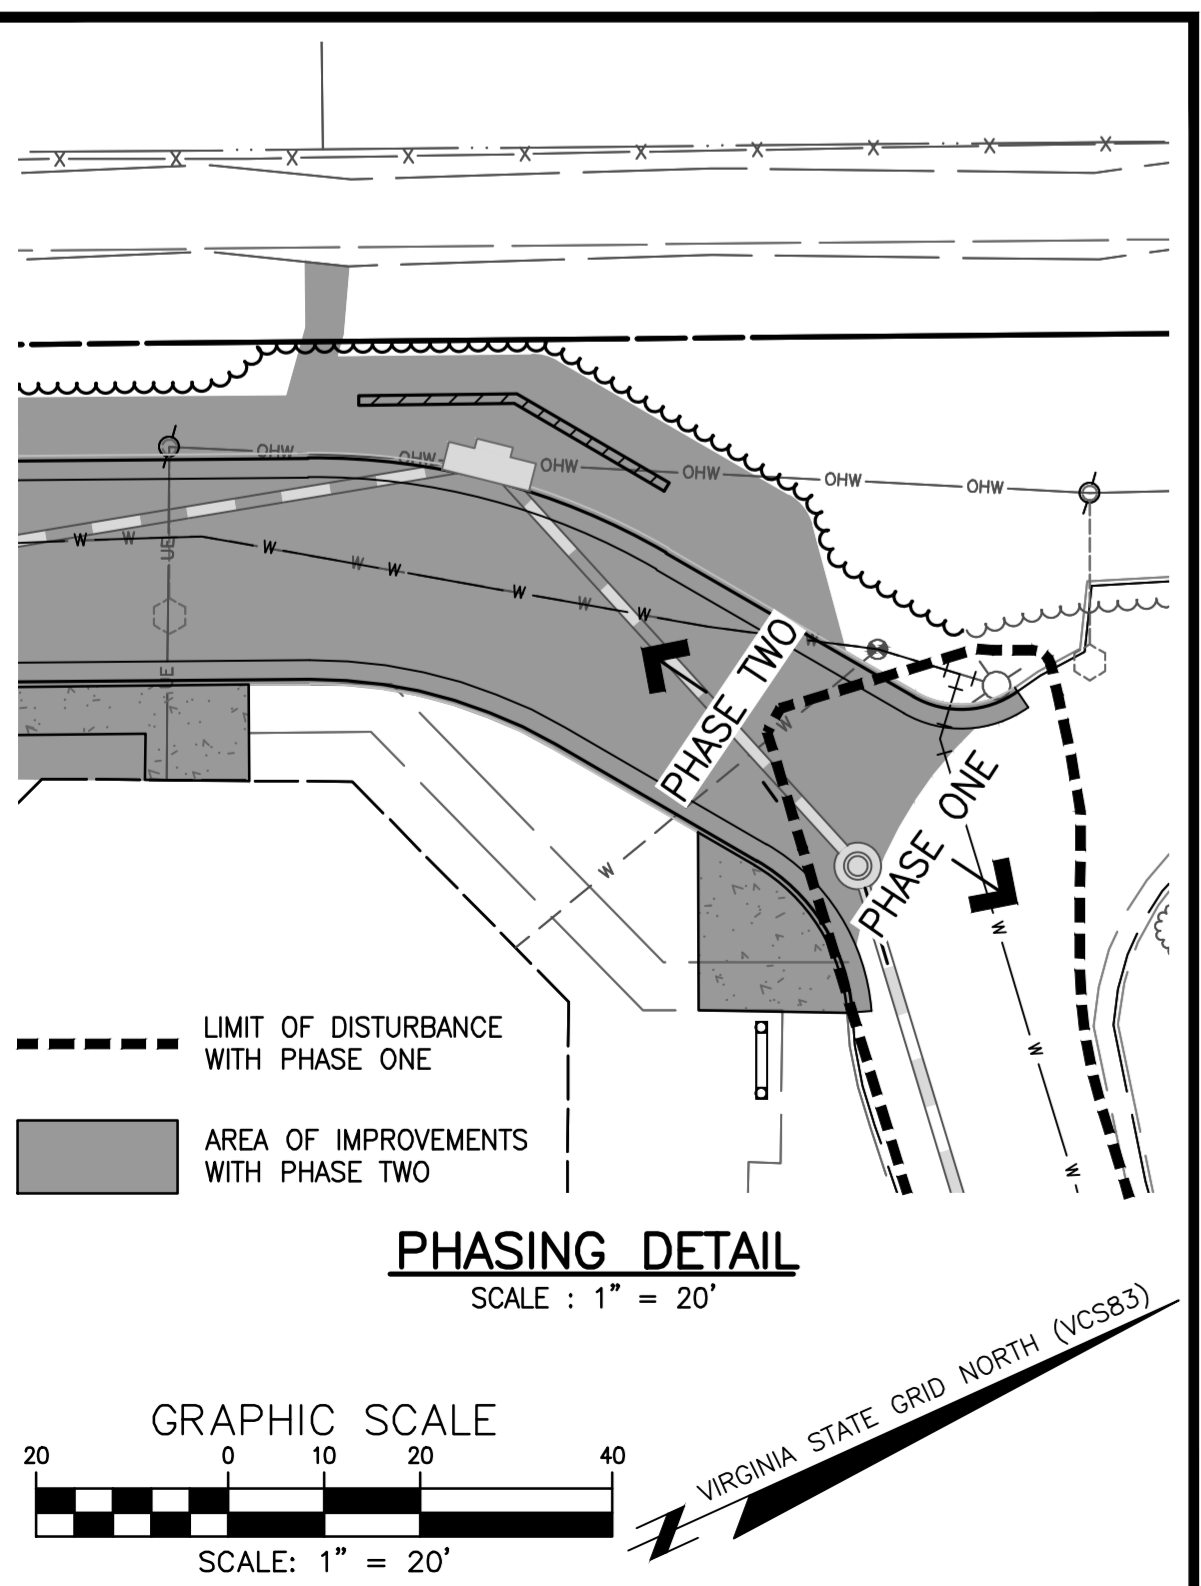 X X X X X X X X X X
OHW OHW OHW OHW OHW OHW
UE
W W W W W W W W W
PHASE TWO
W
UE
PHASE ONE
W
W
W
W
LIMIT OF DISTURBANCE
WITH PHASE ONE
AREA OF IMPROVEMENTS
WITH PHASE TWO
PHASING DETAIL
SCALE : 1" = 20'
VIRGINIA STATE GRID NORTH (VCS83)
GRAPHIC SCALE
20 0 10 20 40
SCALE: 1" = 20'